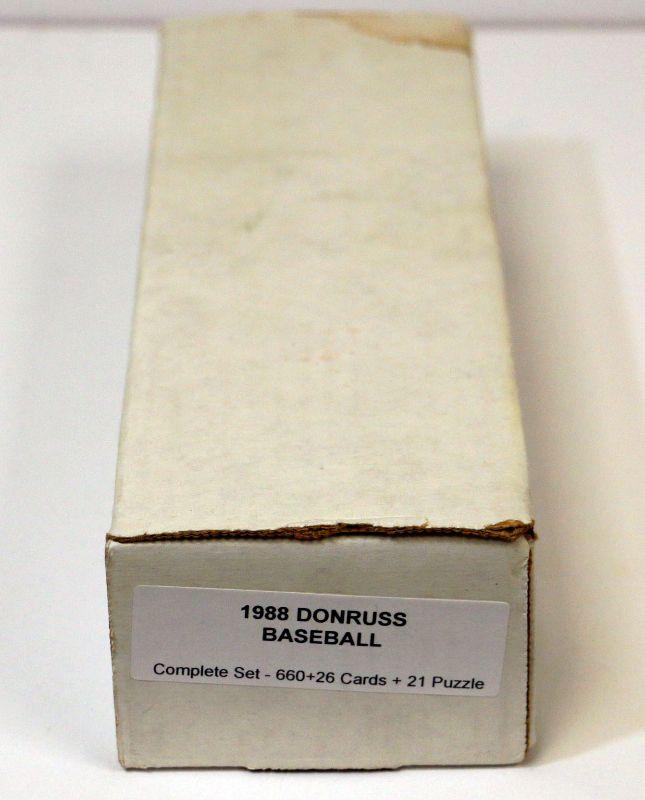 1988 DONRUSS
BASEBALL
Complete Set - 660+26 Cards + 21 Puzzle